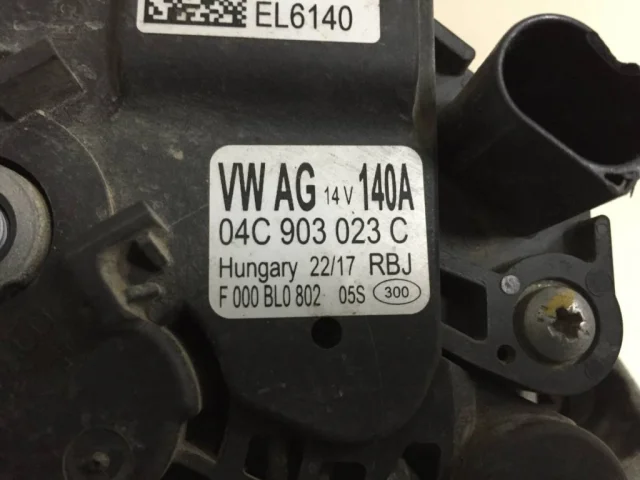 EL6140
VW AG 14 V 140A
04C 903 023 C
Hungary 22/17 RBJ
F 000 BL0 802 05S 300